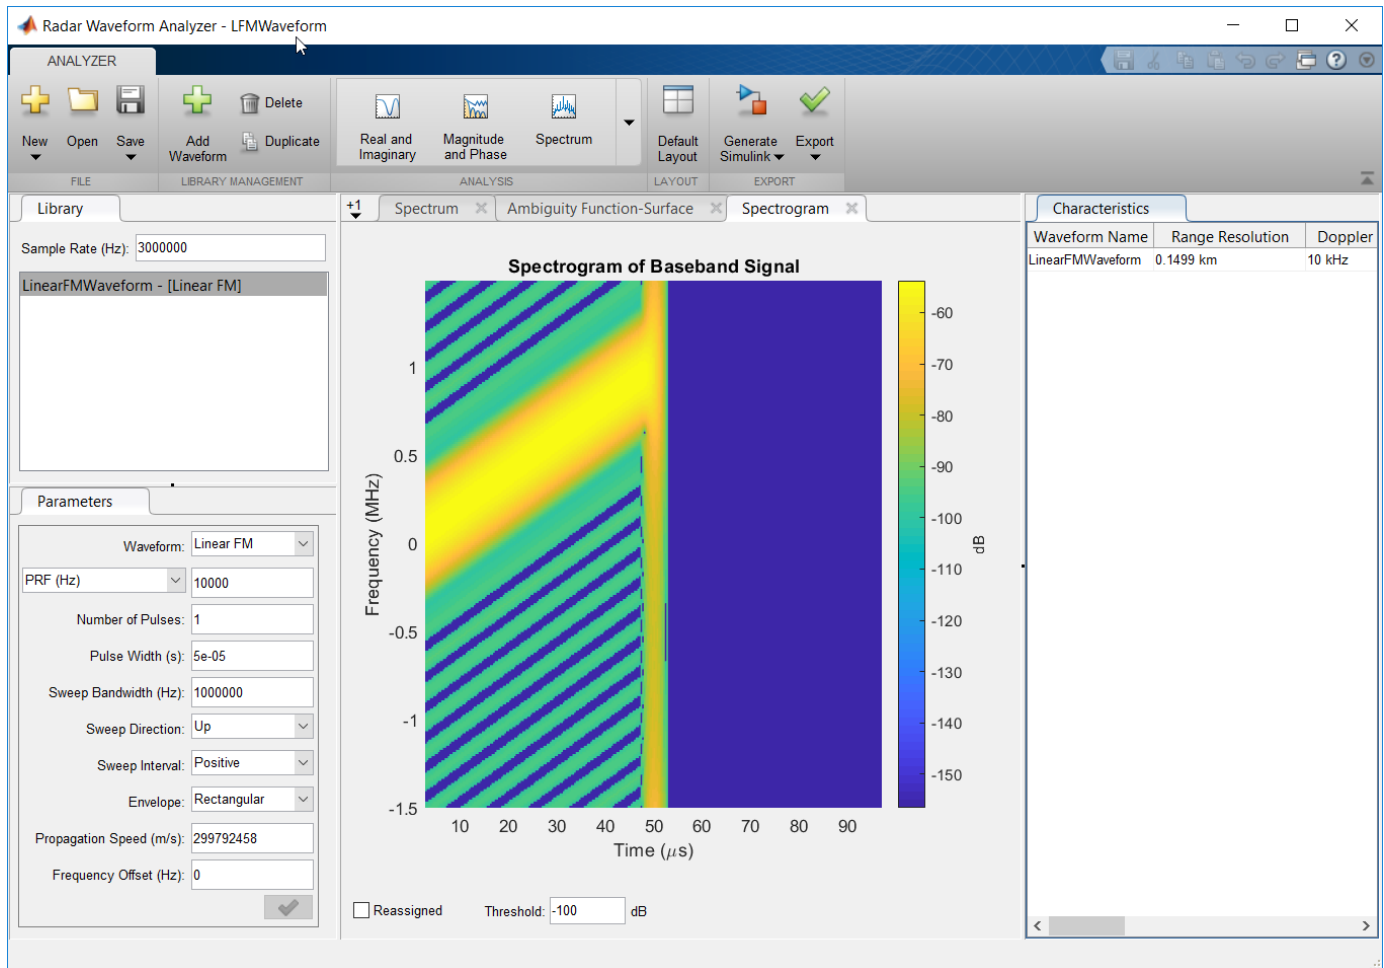 Radar Waveform Analyzer - LFMWaveform
ANALYZER
New
Open
Save
Add
Waveform
Delete
Duplicate
Real and
Imaginary
Magnitude
and Phase
Spectrum
Default
Layout
Generate
Simulink
Export
FILE
LIBRARY MANAGEMENT
ANALYSIS
LAYOUT
EXPORT
Library
Sample Rate (Hz): 3000000
LinearFMWaveform - [Linear FM]
Parameters
Waveform: Linear FM
PRF (Hz) 10000
Number of Pulses: 1
Pulse Width (s): 5e-05
Sweep Bandwidth (Hz): 1000000
Sweep Direction: Up
Sweep Interval: Positive
Envelope: Rectangular
Propagation Speed (m/s): 299792458
Frequency Offset (Hz): 0
+1
Spectrum
Ambiguity Function-Surface
Spectrogram
Spectrogram of Baseband Signal
Frequency (MHz)
1
0.5
0
-0.5
-1
-1.5
10 20 30 40 50 60 70 80 90
Time (μs)
-60
-70
-80
-90
-100
-110
-120
-130
-140
-150
dB
Reassigned
Threshold: -100 dB
Characteristics
Waveform Name Range Resolution Doppler
LinearFMWaveform 0.1499 km 10 kHz